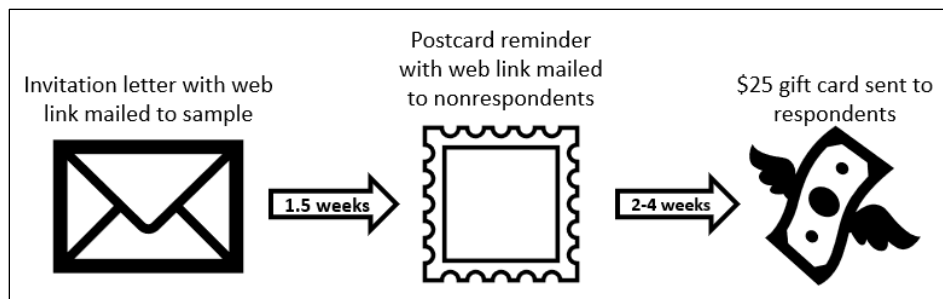 Invitation letter with web
link mailed to sample
1.5 weeks
Postcard reminder
with web link mailed
to nonrespondents
2-4 weeks
$25 gift card sent to
respondents